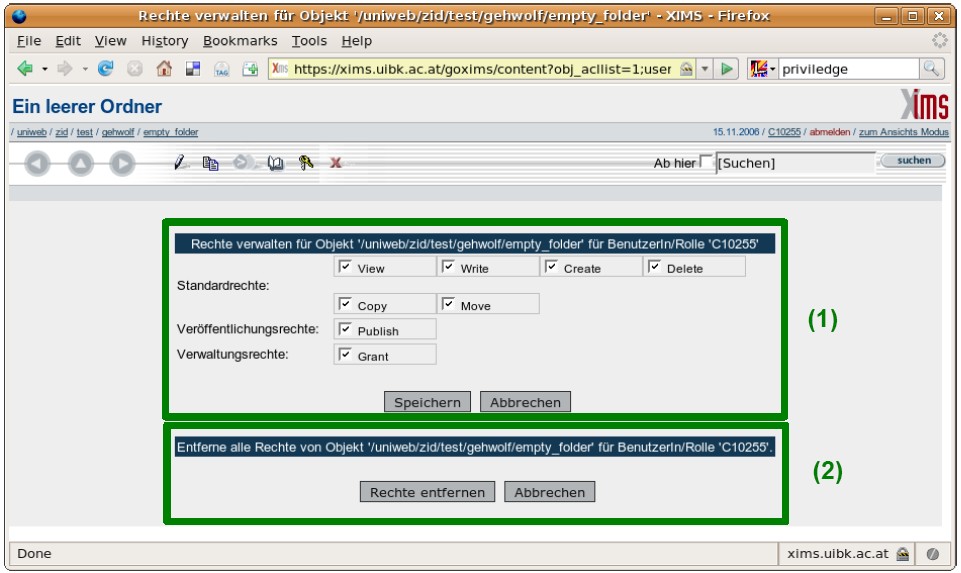 Rechte verwalten für Objekt '/uniweb/zid/test/gehwolf/empty_folder' - XIMS - Firefox
File Edit View History Bookmarks Tools Help
TAG Xims https://xims.uibk.ac.at/goxims/content?obj_acllist=1;user priviledge
Ein leerer Ordner
Xims
/ uniweb / zid / test / gehwolf / empty_folder 15.11.2006 / C10255 / abmelden / zum Ansichts Modus
Ab hier [Suchen] suchen
Rechte verwalten für Objekt '/uniweb/zid/test/gehwolf/empty_folder' für BenutzerIn/Rolle 'C10255'
View Write Create Delete
Standardrechte:
Copy Move
(1)
Veröffentlichungsrechte: Publish
Verwaltungsrechte: Grant
Speichern Abbrechen
Entferne alle Rechte von Objekt '/uniweb/zid/test/gehwolf/empty_folder' für BenutzerIn/Rolle 'C10255'.
(2)
Rechte entfernen Abbrechen
Done xims.uibk.ac.at